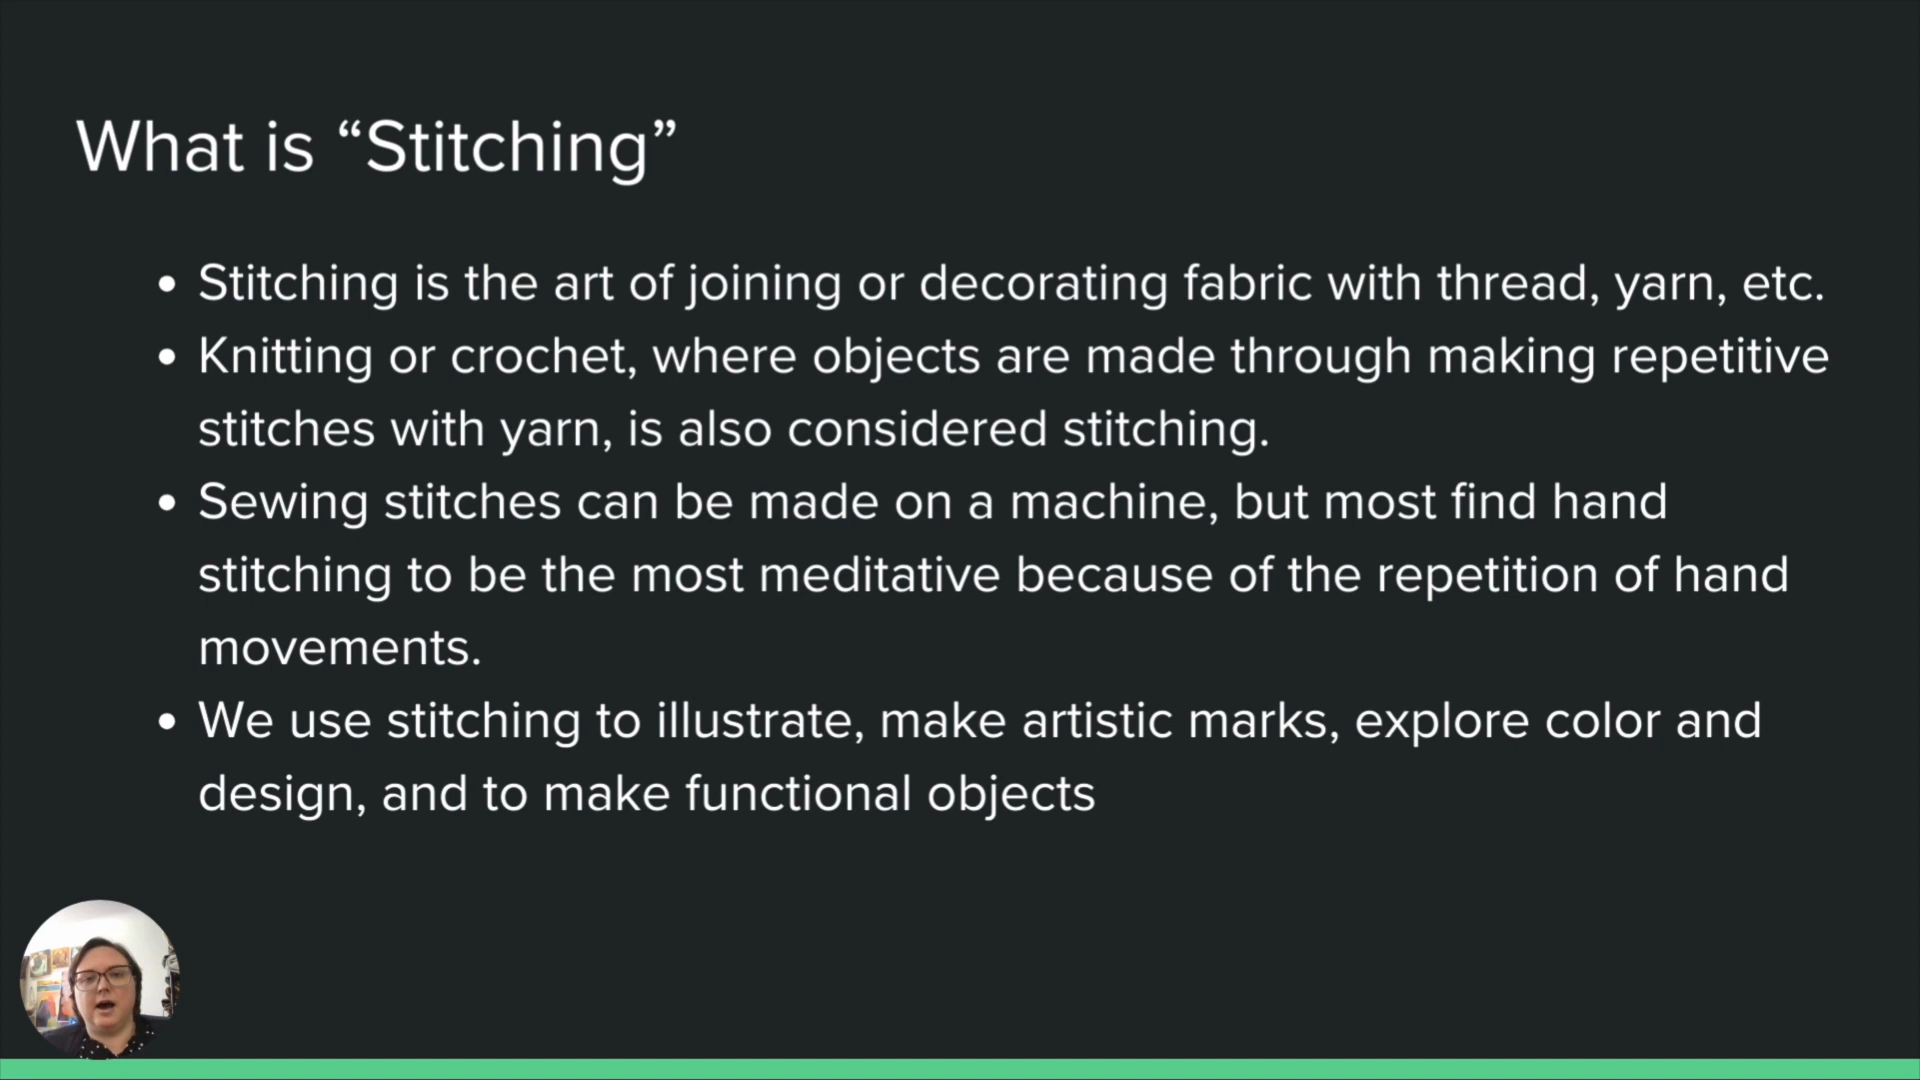 What is “Stitching”
• Stitching is the art of joining or decorating fabric with thread, yarn, etc.
• Knitting or crochet, where objects are made through making repetitive
stitches with yarn, is also considered stitching.
• Sewing stitches can be made on a machine, but most find hand
stitching to be the most meditative because of the repetition of hand
movements.
• We use stitching to illustrate, make artistic marks, explore color and
design, and to make functional objects